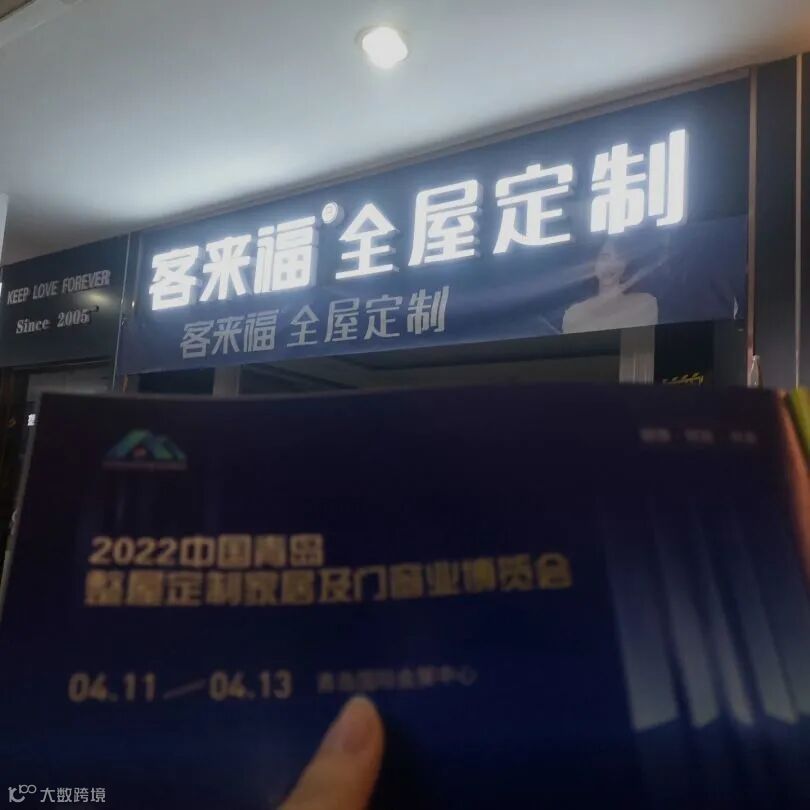 客来福® 全屋定制
客来福 全屋定制
KEEP LOVE FOREVER
Since 2005
2022中国青岛
整屋定制家居及门窗业博览会
04.11—04.13 青岛国际会展中心
大数跨境